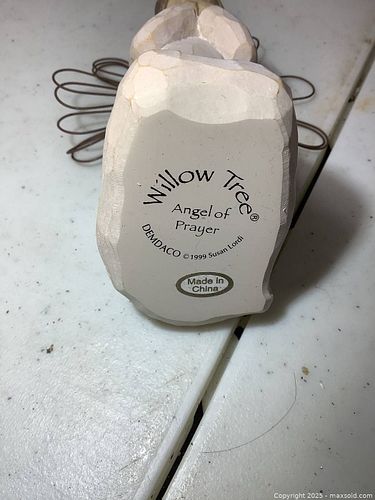 Willow Tree®
Angel of
Prayer
DEMDACO © 1999 Susan Lordi
Made in
China
Copyright 2025 - maxsold.com